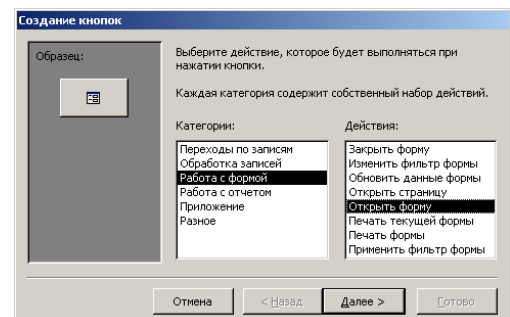 Создание кнопок
Образец:
Выберите действие, которое будет выполняться при
нажатии кнопки.
Каждая категория содержит собственный набор действий.
Категории:
Переходы по записям
Обработка записей
Работа с формой
Работа с отчетом
Приложение
Разное
Действия:
Закрыть форму
Изменить фильтр формы
Обновить данные формы
Открыть страницу
Открыть форму
Печать текущей формы
Печать формы
Применить фильтр формы
Отмена
< Назад
Далее >
Готово